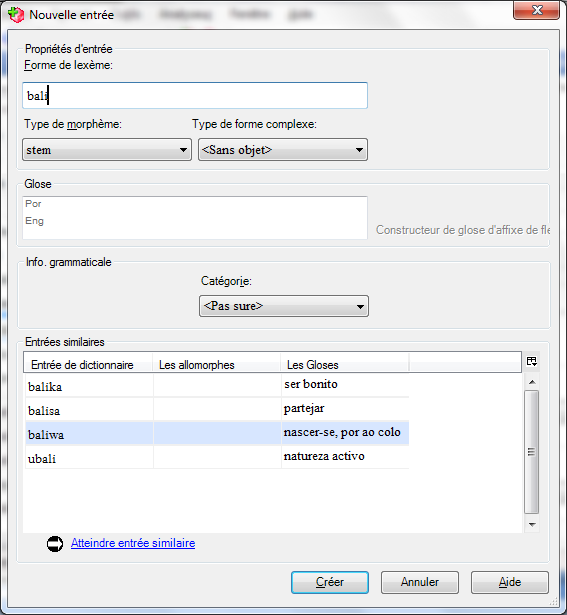 Nouvelle entrée
Propriétés d'entrée
Forme de lexème:
bali
Type de morphème: Type de forme complexe:
stem <Sans objet>
Glose
Por
Eng
Constructeur de glose d'affixe de fle
Info. grammaticale
Catégorie:
<Pas sure>
Entrées similaires
Entrée de dictionnaire Les allomorphes Les Gloses
balika ser bonito
balisa partejar
baliwa nascer-se, por ao colo
ubali natureza activo
Atteindre entrée similaire
Créer Annuler Aide